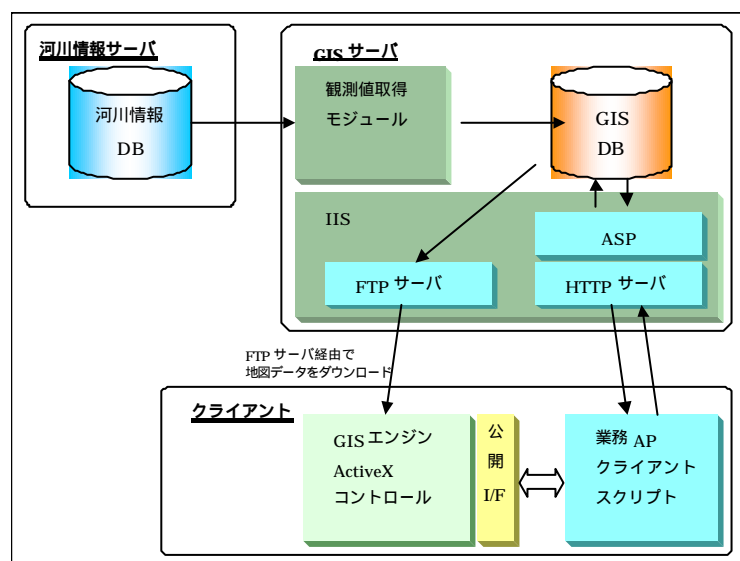 河川情報サーバ
河川情報
DB
GIS サーバ
観測値取得
モジュール
GIS
DB
IIS
ASP
FTP サーバ
HTTP サーバ
FTP サーバ経由で
地図データをダウンロード
クライアント
GIS エンジン
ActiveX
コントロール
公
開
I/F
業務 AP
クライアント
スクリプト